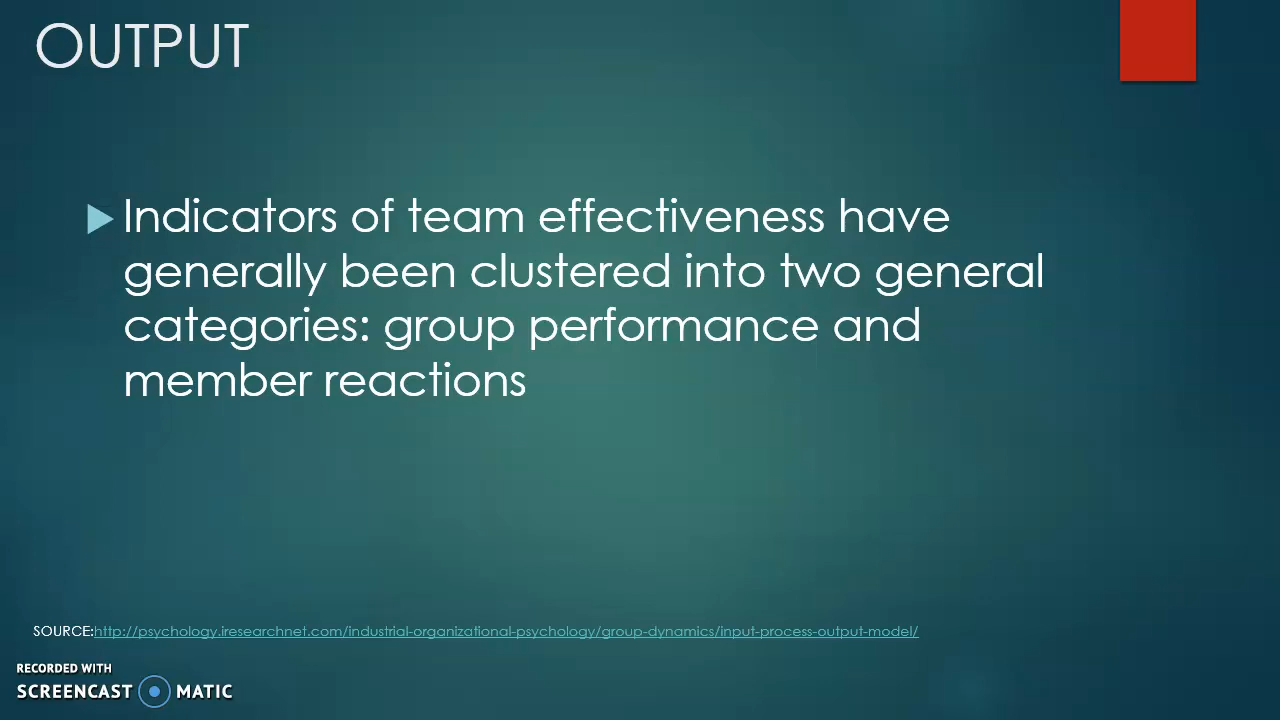 OUTPUT
Indicators of team effectiveness have
generally been clustered into two general
categories: group performance and
member reactions
SOURCE:http://psychology.iresearchnet.com/industrial-organizational-psychology/group-dynamics/input-process-output-model/
RECORDED WITH
SCREENCAST MATIC